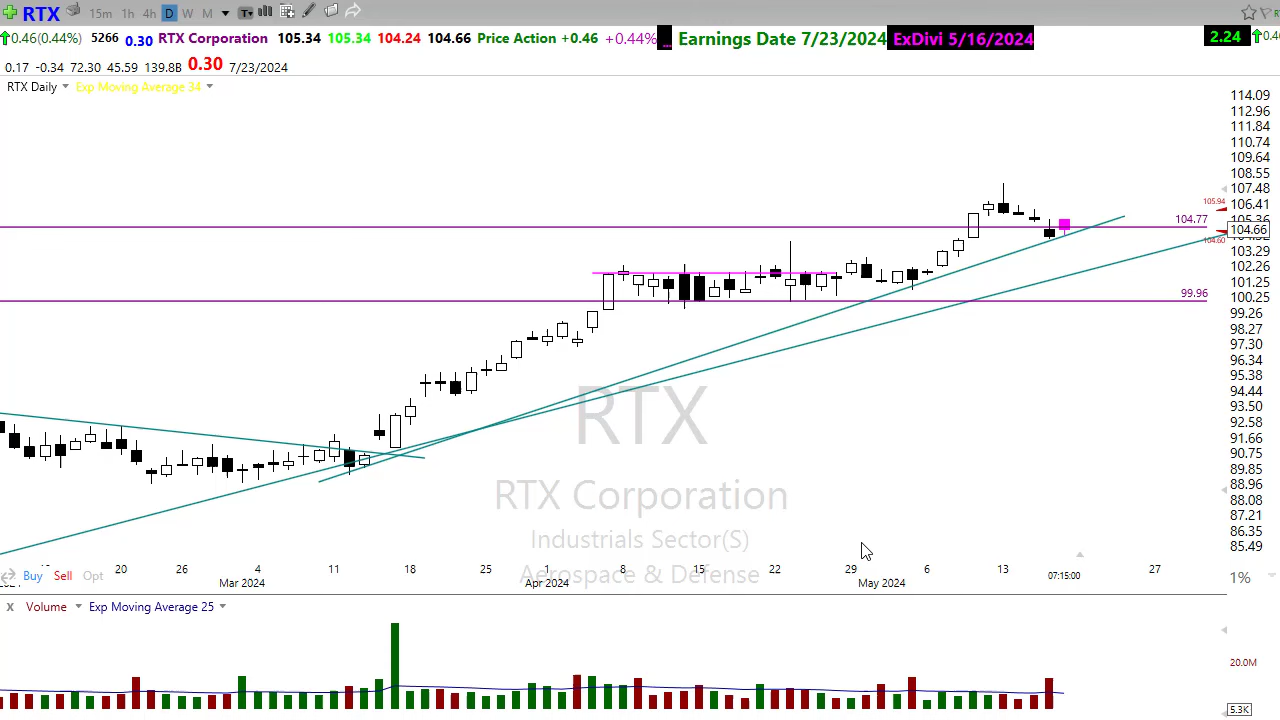 RTX 15m 1h 4h D W M T
0.46(0.44%) 5266 0.30 RTX Corporation 105.34 105.34 104.24 104.66 Price Action +0.46 +0.44% ... Earnings Date 7/23/2024 ExDivi 5/16/2024 2.24
0.17 -0.34 72.30 45.59 139.8B 0.30 7/23/2024
RTX Daily Exp Moving Average 34
114.09
112.96
111.84
110.74
109.64
108.55
107.48
105.94
106.41
104.77
104.66
104.60
103.29
102.26
101.25
99.96
100.25
99.26
98.27
97.30
96.34
95.38
94.44
93.50
92.58
91.66
90.75
89.85
88.96
88.08
87.21
86.35
85.49
RTX
RTX Corporation
Industrials Sector(S)
Aerospace & Defense
20 26 4 11 18 25 1 8 15 22 29 6 13 27
Buy Sell Opt
Mar 2024 Apr 2024 May 2024 07:15:00
1%
x Volume Exp Moving Average 25
20.0M
5.3K